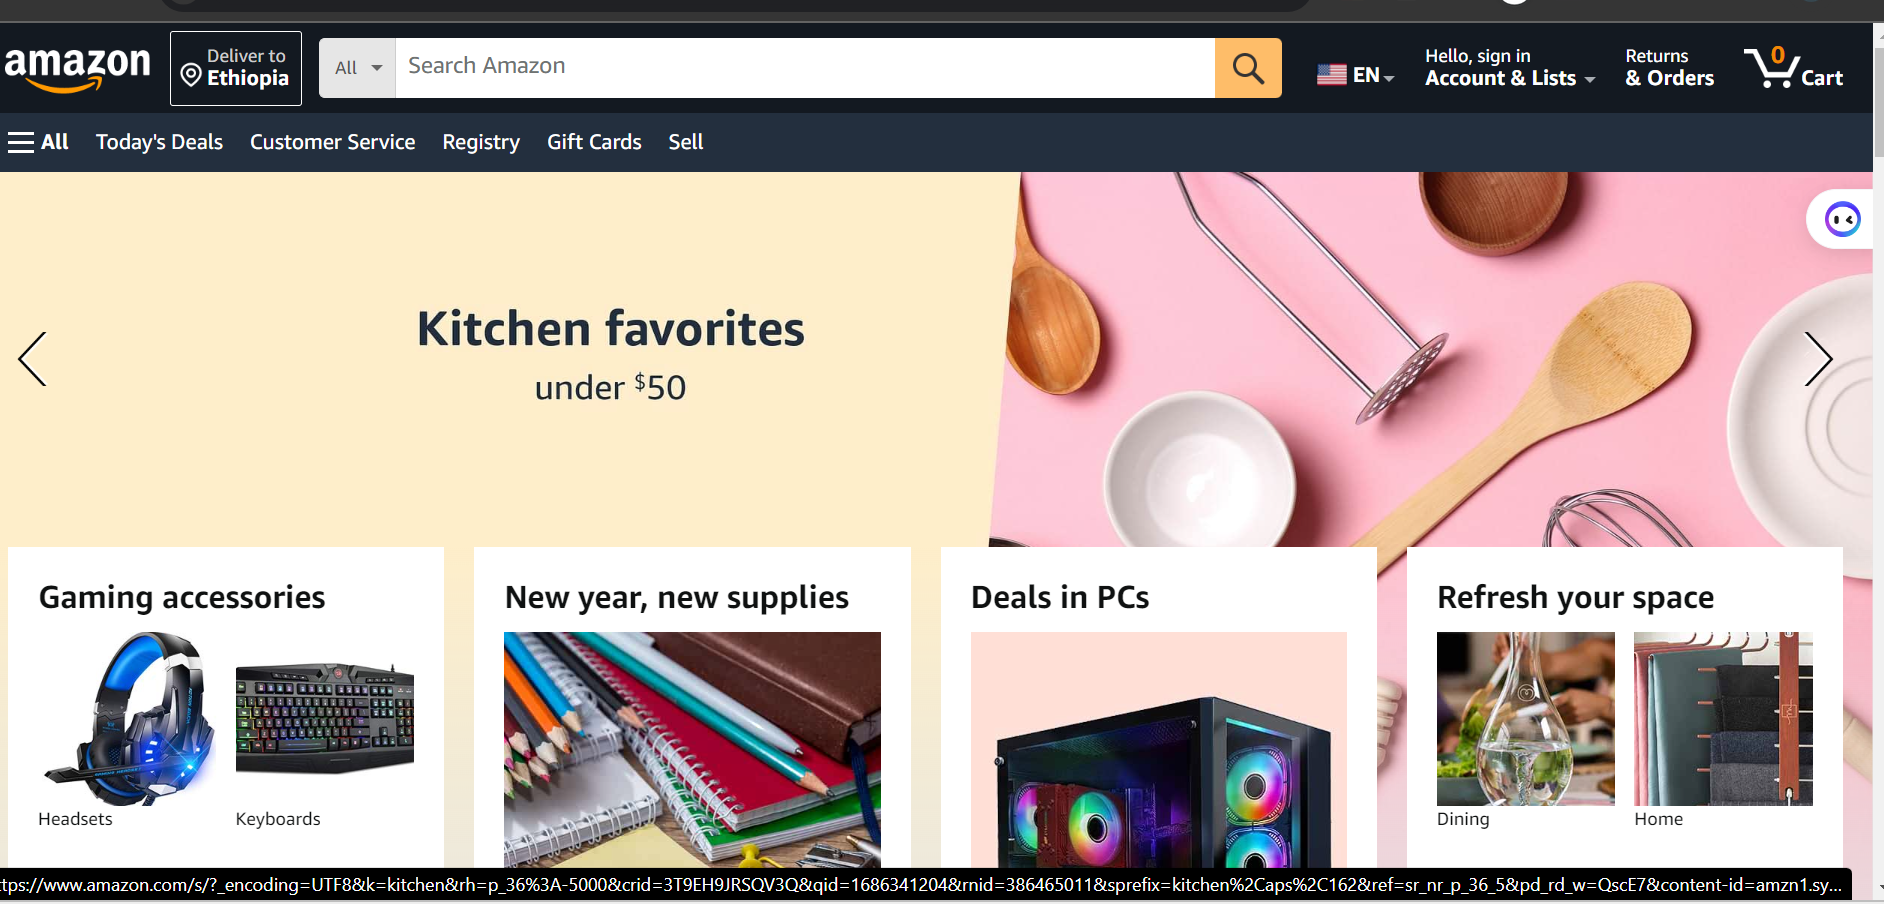 amazon
Deliver to
Ethiopia
All
Search Amazon
EN
Hello, sign in
Account & Lists
Returns
& Orders
0
Cart
All
Today's Deals
Customer Service
Registry
Gift Cards
Sell
Kitchen favorites
under $50
Gaming accessories
New year, new supplies
Deals in PCs
Refresh your space
Headsets
Keyboards
Dining
Home
ttps://www.amazon.com/s/?_encoding=UTF8&k=kitchen&rh=p_36%3A-5000&crid=3T9EH9JRSQV3Q&qid=1686341204&rnid=386465011&sprefix=kitchen%2Caps%2C162&ref=sr_nr_p_36_5&pd_rd_w=QscE7&content-id=amzn1.sy...